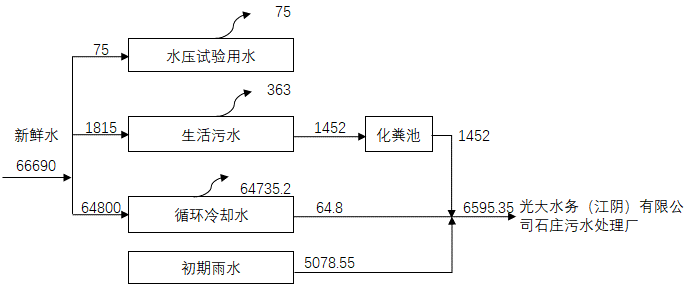 75
75
水压试验用水
363
新鲜水
1815
生活污水
1452
化粪池
1452
66690
64735.2
64800
循环冷却水
64.8
6595.35
光大水务（江阴）有限公
司石庄污水处理厂
初期雨水
5078.55